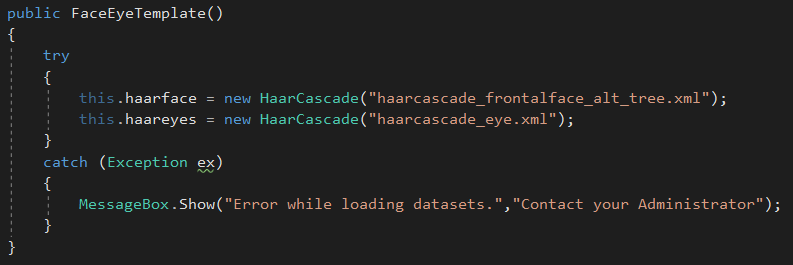 public FaceEyeTemplate()
{
    try
    {
        this.haarface = new HaarCascade("haarcascade_frontalface_alt_tree.xml");
        this.haareyes = new HaarCascade("haarcascade_eye.xml");
    }
    catch (Exception ex)
    {
        MessageBox.Show("Error while loading datasets.","Contact your Administrator");
    }
}